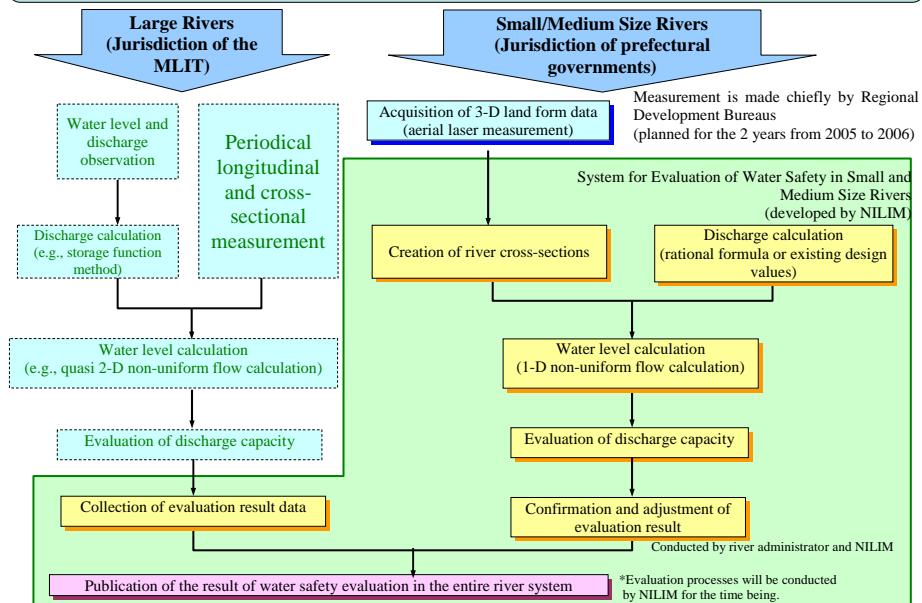 Large Rivers
(Jurisdiction of the
MLIT)
Small/Medium Size Rivers
(Jurisdiction of prefectural
governments)
Water level and
discharge
observation
Periodical
longitudinal
and cross-
sectional
measurement
Acquisition of 3-D land form data
(aerial laser measurement)
Measurement is made chiefly by Regional
Development Bureaus
(planned for the 2 years from 2005 to 2006)
System for Evaluation of Water Safety in Small and
Medium Size Rivers
(developed by NILIM)
Discharge calculation
(e.g., storage function
method)
Creation of river cross-sections
Discharge calculation
(rational formula or existing design
values)
Water level calculation
(e.g., quasi 2-D non-uniform flow calculation)
Water level calculation
(1-D non-uniform flow calculation)
Evaluation of discharge capacity
Evaluation of discharge capacity
Collection of evaluation result data
Confirmation and adjustment of
evaluation result
Conducted by river administrator and NILIM
Publication of the result of water safety evaluation in the entire river system
*Evaluation processes will be conducted
by NILIM for the time being.